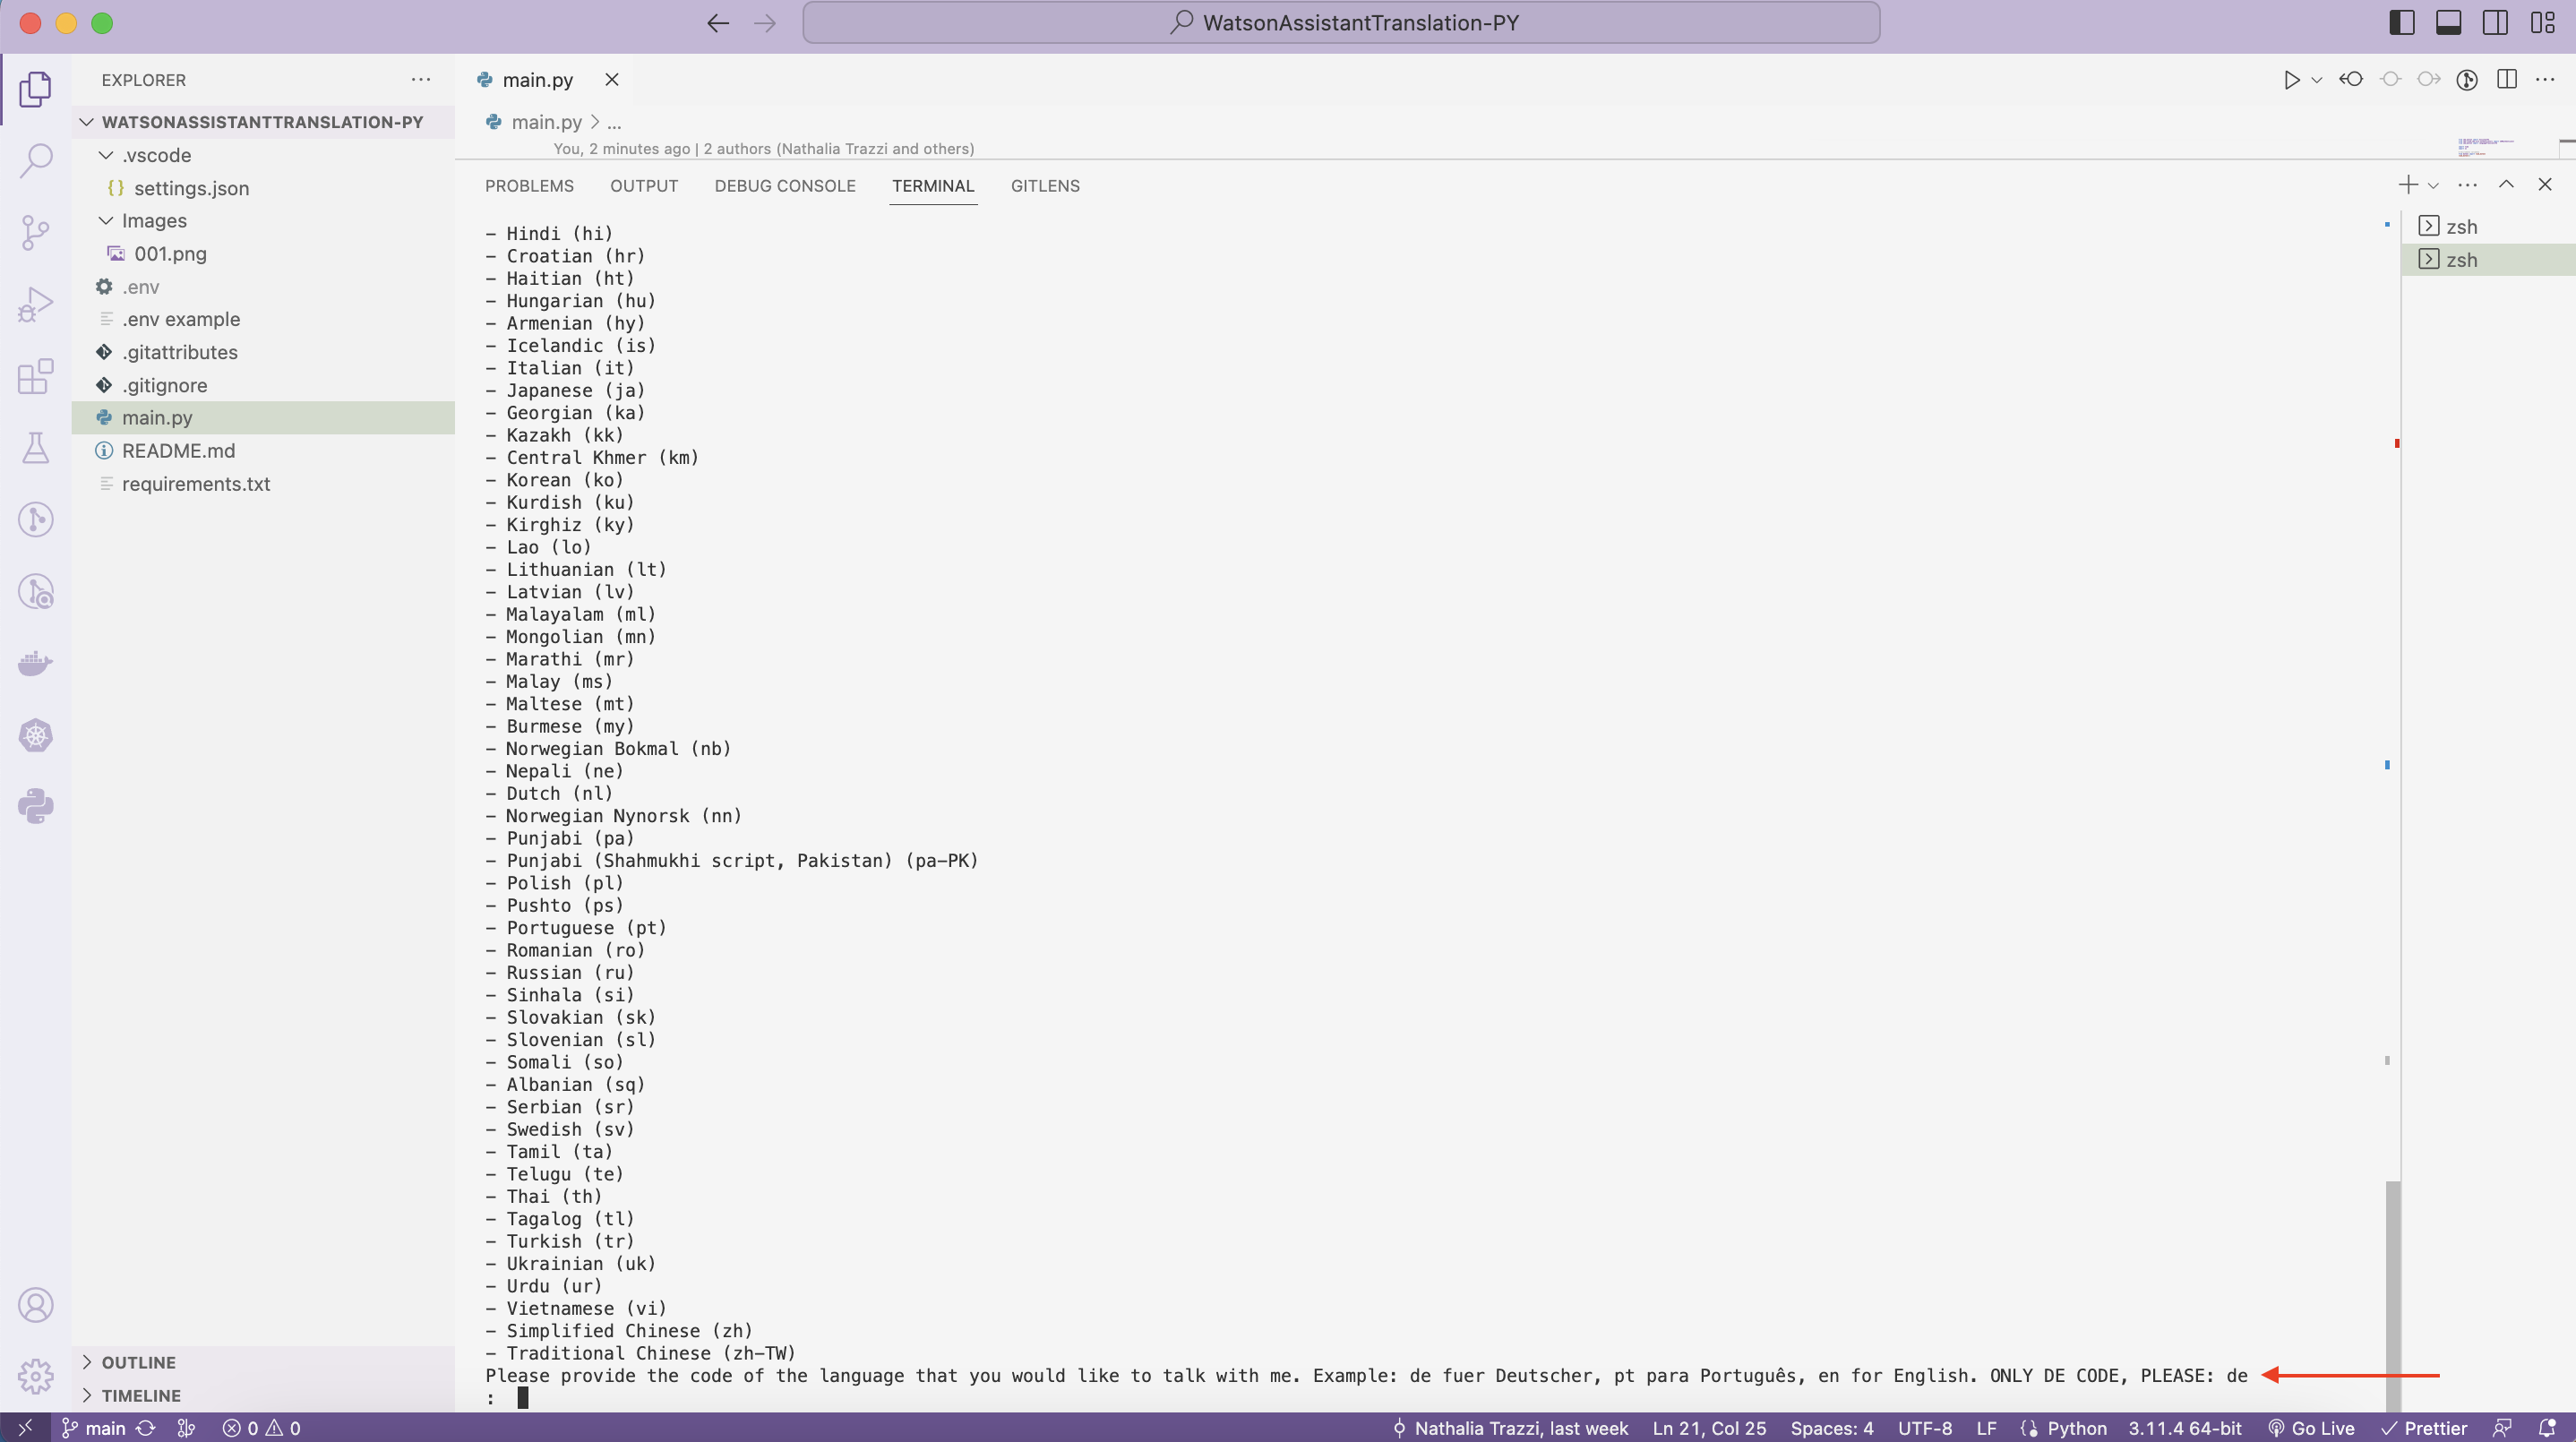 WatsonAssistantTranslation-PY
EXPLORER
WATSONASSISTANTTRANSLATION-PY
.vscode
{} settings.json
Images
001.png
.env
.env example
.gitattributes
.gitignore
main.py
README.md
requirements.txt
OUTLINE
TIMELINE
main.py
main.py > ...
You, 2 minutes ago | 2 authors (Nathalia Trazzi and others)
PROBLEMS OUTPUT DEBUG CONSOLE TERMINAL GITLENS
- Hindi (hi)
- Croatian (hr)
- Haitian (ht)
- Hungarian (hu)
- Armenian (hy)
- Icelandic (is)
- Italian (it)
- Japanese (ja)
- Georgian (ka)
- Kazakh (kk)
- Central Khmer (km)
- Korean (ko)
- Kurdish (ku)
- Kirghiz (ky)
- Lao (lo)
- Lithuanian (lt)
- Latvian (lv)
- Malayalam (ml)
- Mongolian (mn)
- Marathi (mr)
- Malay (ms)
- Maltese (mt)
- Burmese (my)
- Norwegian Bokmal (nb)
- Nepali (ne)
- Dutch (nl)
- Norwegian Nynorsk (nn)
- Punjabi (pa)
- Punjabi (Shahmukhi script, Pakistan) (pa-PK)
- Polish (pl)
- Pushto (ps)
- Portuguese (pt)
- Romanian (ro)
- Russian (ru)
- Sinhala (si)
- Slovakian (sk)
- Slovenian (sl)
- Somali (so)
- Albanian (sq)
- Serbian (sr)
- Swedish (sv)
- Tamil (ta)
- Telugu (te)
- Thai (th)
- Tagalog (tl)
- Turkish (tr)
- Ukrainian (uk)
- Urdu (ur)
- Vietnamese (vi)
- Simplified Chinese (zh)
- Traditional Chinese (zh-TW)
Please provide the code of the language that you would like to talk with me. Example: de fuer Deutscher, pt para Português, en for English. ONLY DE CODE, PLEASE: de
:
zsh
zsh
main 0 0 Nathalia Trazzi, last week Ln 21, Col 25 Spaces: 4 UTF-8 LF Python 3.11.4 64-bit Go Live Prettier